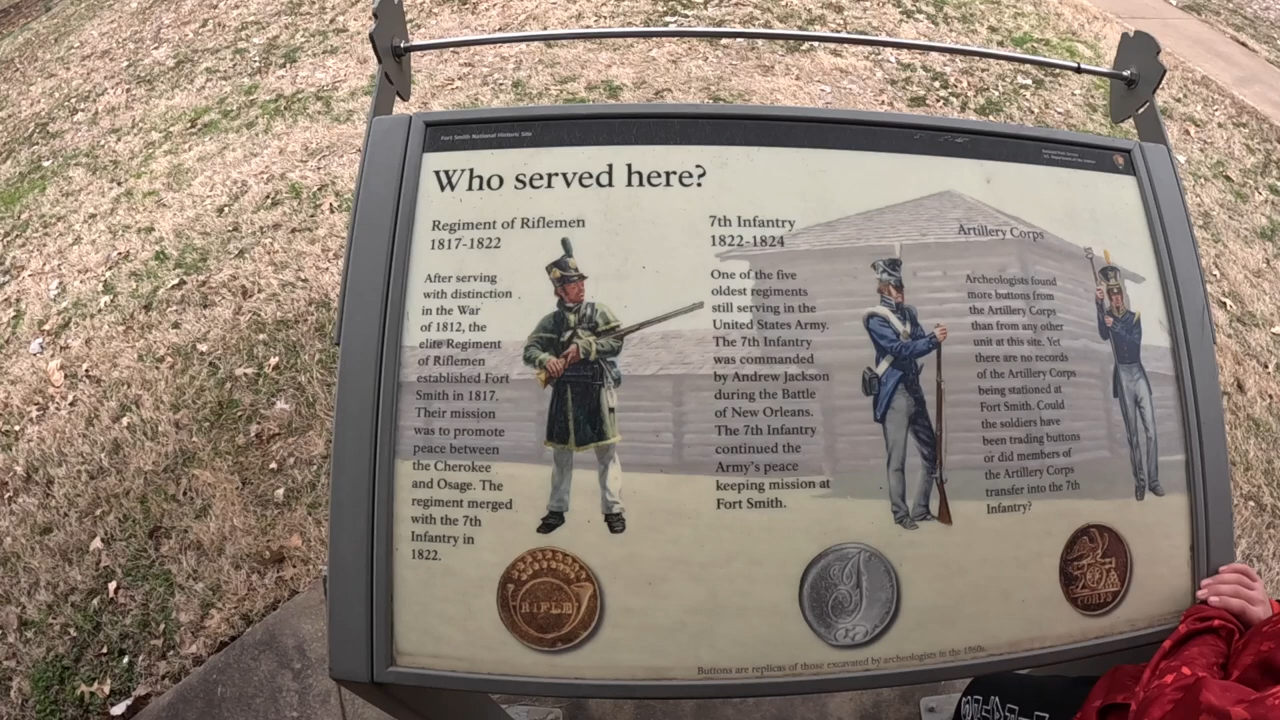 Fort Smith National Historic Site
National Park Service
U.S. Department of the Interior
Who served here?
Regiment of Riflemen
1817-1822
After serving
with distinction
in the War
of 1812, the
elite Regiment
of Riflemen
established Fort
Smith in 1817.
Their mission
was to promote
peace between
the Cherokee
and Osage. The
regiment merged
with the 7th
Infantry in
1822.
RIFLE
7th Infantry
1822-1824
One of the five
oldest regiments
still serving in the
United States Army.
The 7th Infantry
was commanded
by Andrew Jackson
during the Battle
of New Orleans.
The 7th Infantry
continued the
Army's peace
keeping mission at
Fort Smith.
Artillery Corps
Archeologists found
more buttons from
the Artillery Corps
than from any other
unit at this site. Yet
there are no records
of the Artillery Corps
being stationed at
Fort Smith. Could
the soldiers have
been trading buttons
or did members of
the Artillery Corps
transfer into the 7th
Infantry?
CORPS
Buttons are replicas of those excavated by archeologists in the 1960s.